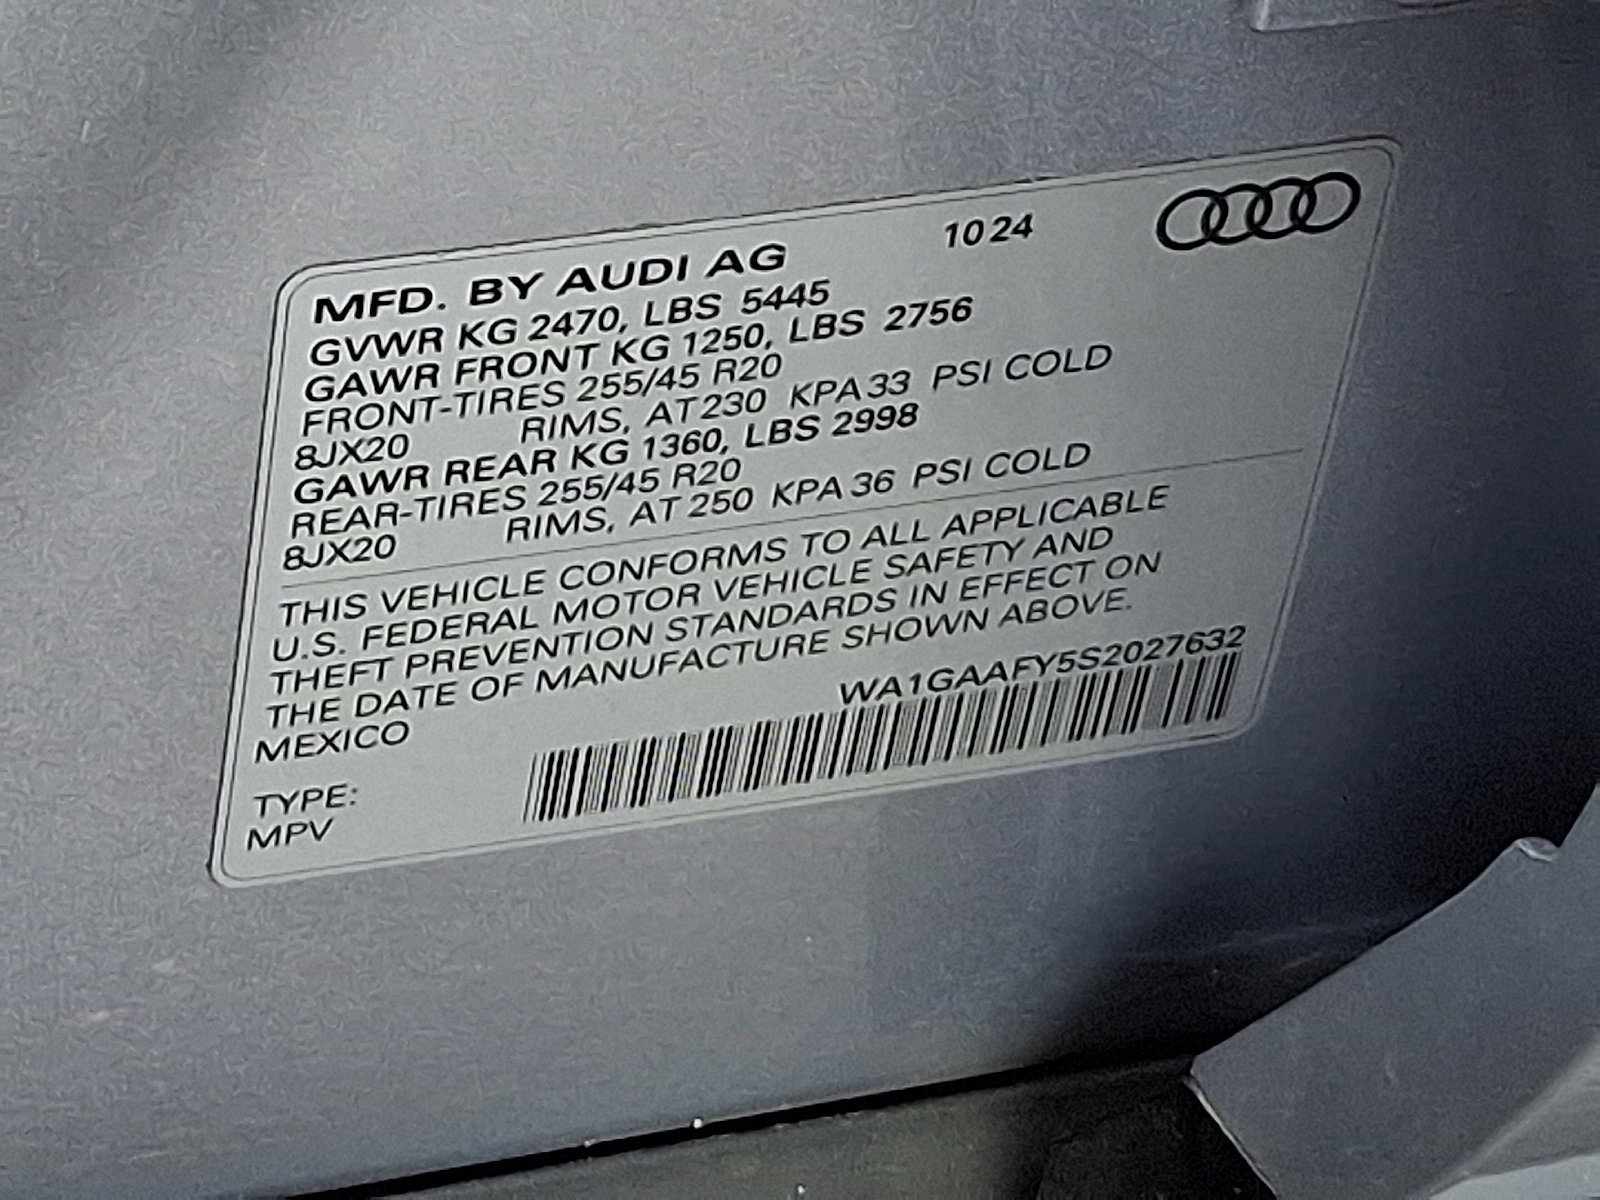 MFD. BY AUDI AG 10 24
GVWR KG 2470, LBS 5445
GAWR FRONT KG 1250, LBS 2756
FRONT-TIRES 255/45 R20
8JX20 RIMS, AT 230 KPA 33 PSI COLD
GAWR REAR KG 1360, LBS 2998
REAR-TIRES 255/45 R20
8JX20 RIMS, AT 250 KPA 36 PSI COLD
THIS VEHICLE CONFORMS TO ALL APPLICABLE
U.S. FEDERAL MOTOR VEHICLE SAFETY AND
THEFT PREVENTION STANDARDS IN EFFECT ON
THE DATE OF MANUFACTURE SHOWN ABOVE.
MEXICO WA1GAAFY5S2027632
TYPE:
MPV